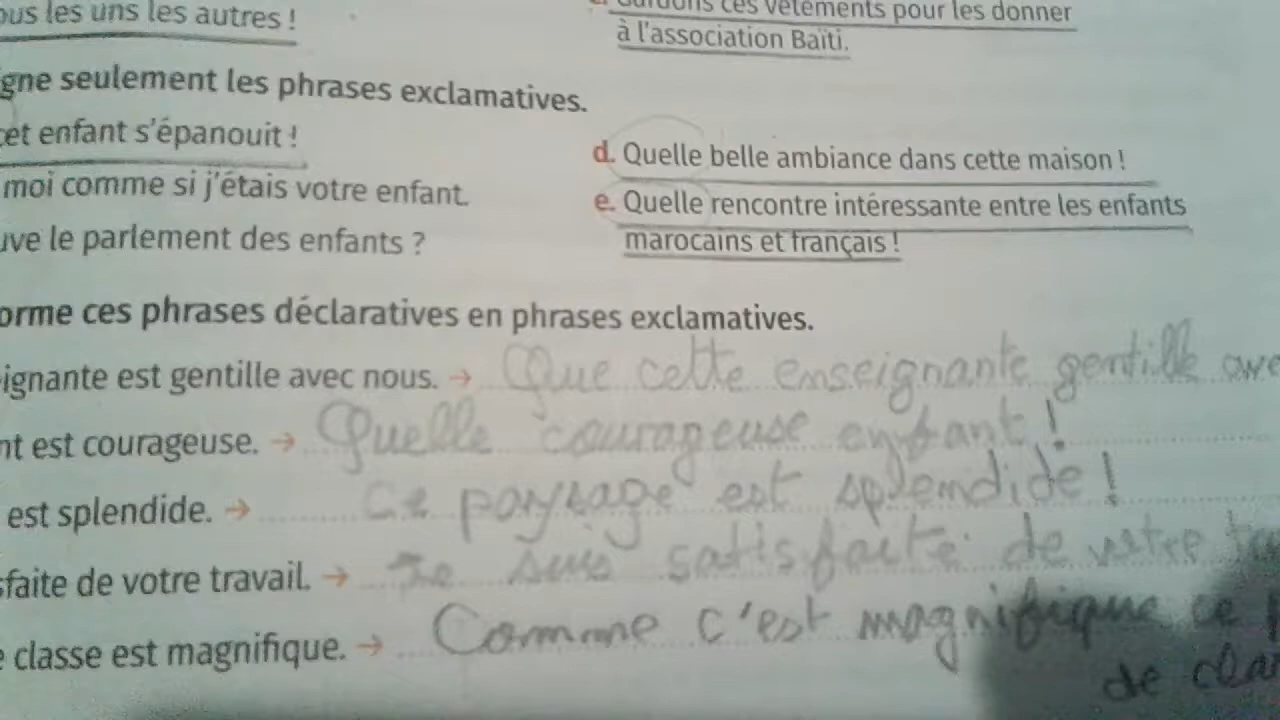 ous les uns les autres !
ces vêtements pour les donner
à l'association Baïti.
gne seulement les phrases exclamatives.
cet enfant s'épanouit !
d. Quelle belle ambiance dans cette maison !
moi comme si j'étais votre enfant.
e. Quelle rencontre intéressante entre les enfants
marocains et français !
uve le parlement des enfants ?
orme ces phrases déclaratives en phrases exclamatives.
ignante est gentille avec nous. → Que cette enseignante gentille ave
nt est courageuse. → Quelle courageuse enfant !
est splendide. → Ce paysage est splendide !
sfaite de votre travail. → Je suis satisfaite de votre
e classe est magnifique. → Comme c'est magnifique ce
de clas